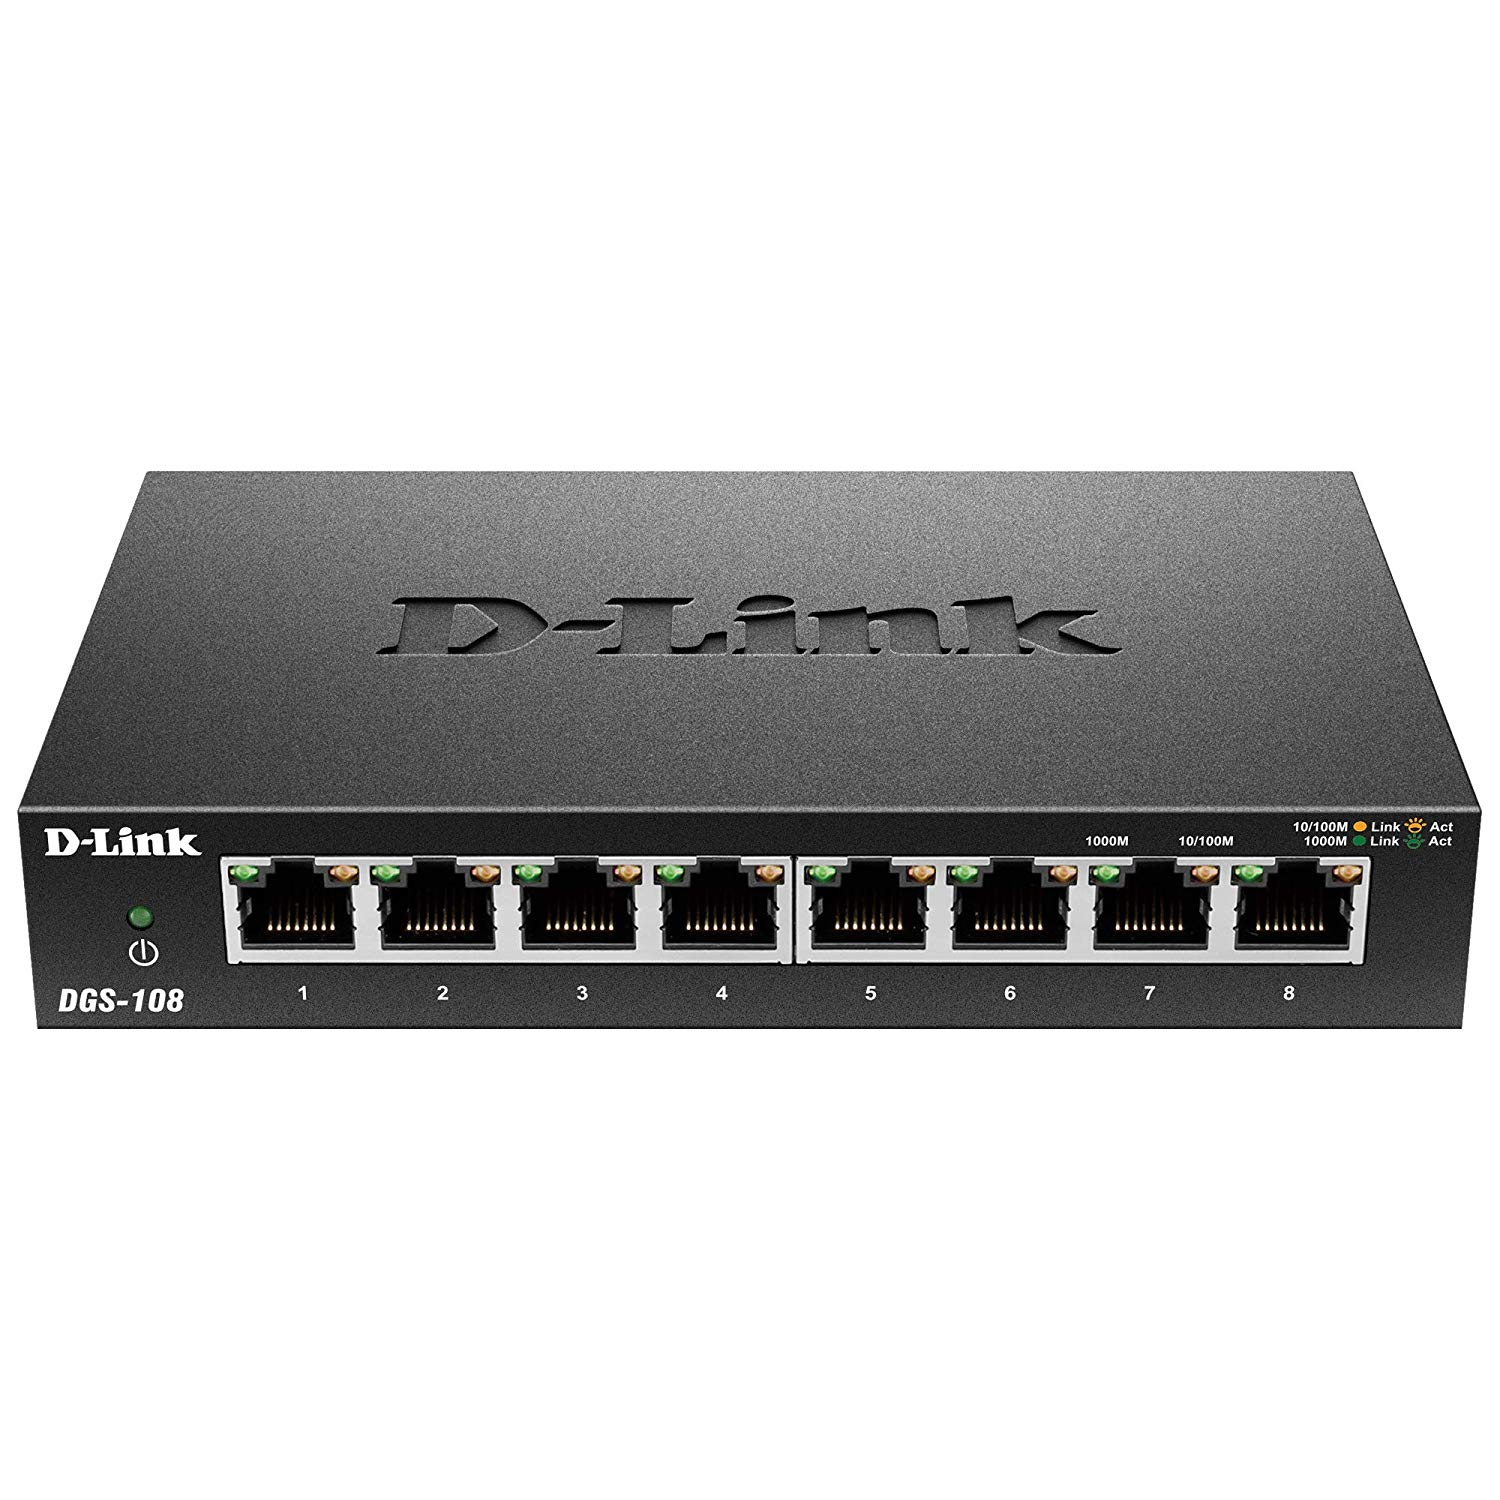 D-Link
D-Link
1000M 10/100M
10/100M Link Act
1000M Link Act
DGS-108
1 2 3 4 5 6 7 8